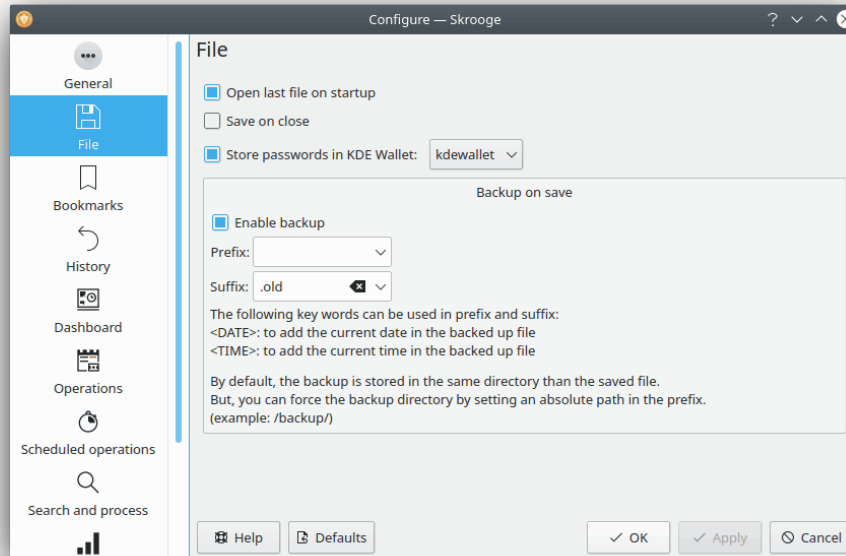 Configure — Skrooge
General
File
Bookmarks
History
Dashboard
Operations
Scheduled operations
Search and process
File
Open last file on startup
Save on close
Store passwords in KDE Wallet: kdewallet
Backup on save
Enable backup
Prefix:
Suffix: .old
The following key words can be used in prefix and suffix:
<DATE>: to add the current date in the backed up file
<TIME>: to add the current time in the backed up file
By default, the backup is stored in the same directory than the saved file.
But, you can force the backup directory by setting an absolute path in the prefix.
(example: /backup/)
Help Defaults OK Apply Cancel